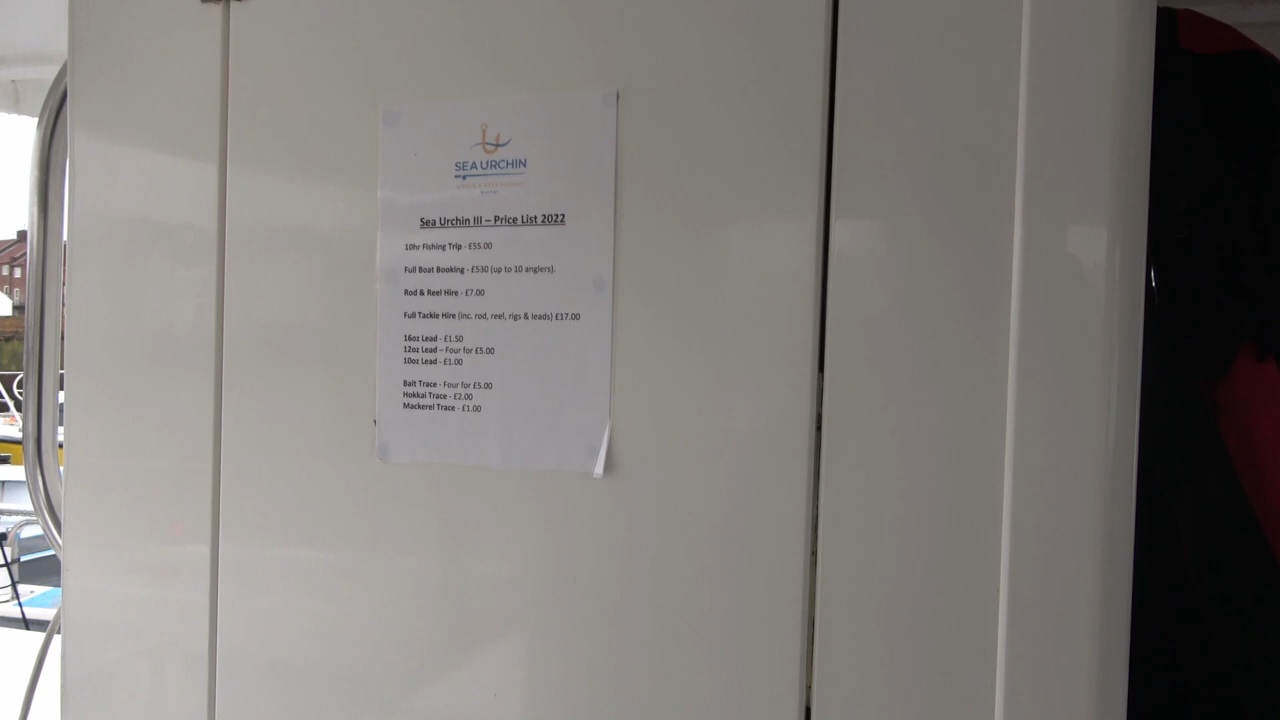 SEA URCHIN
Sea Urchin III – Price List 2022
10hr Fishing Trip - £55.00
Full Boat Booking - £530 (up to 10 anglers).
Rod & Reel Hire - £7.00
Full Tackle Hire (inc. rod, reel, rigs & leads) £17.00
16oz Lead - £1.50
12oz Lead – Four for £5.00
10oz Lead - £1.00
Bait Trace - Four for £5.00
Hokkai Trace - £2.00
Mackerel Trace - £1.00